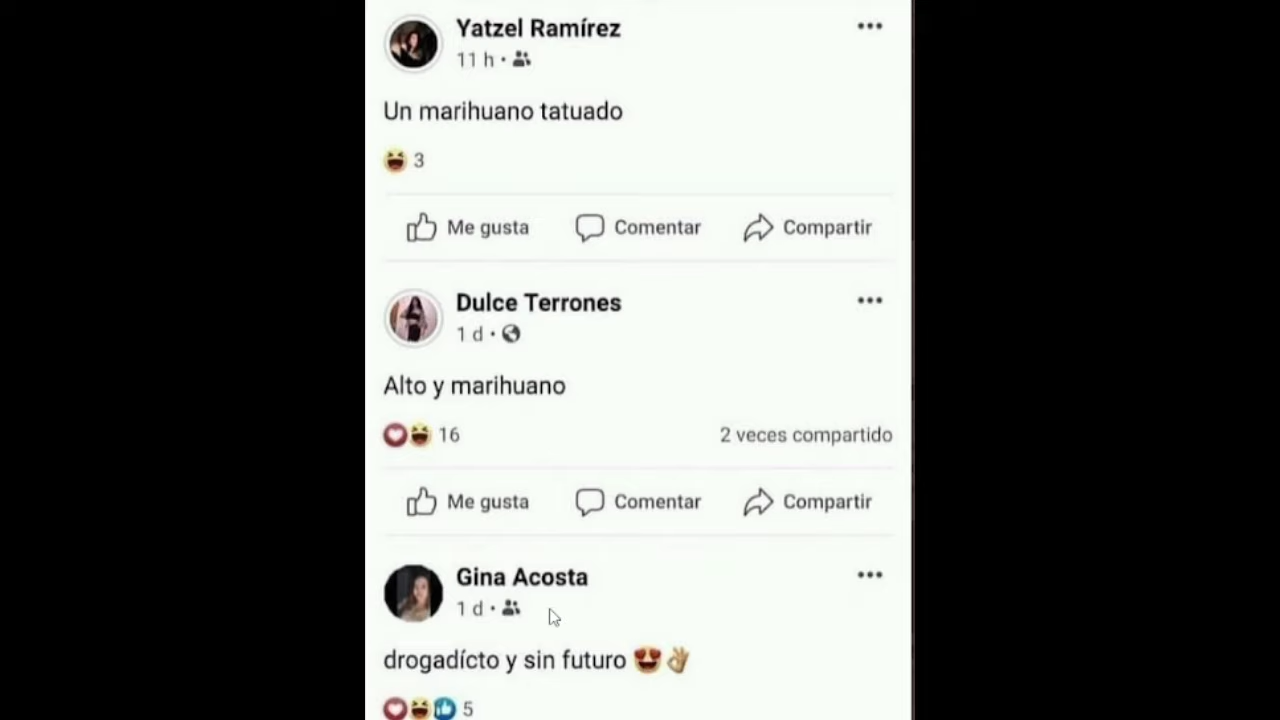 Yatzel Ramírez
11 h ·
Un marihuano tatuado
3
Me gusta Comentar Compartir
Dulce Terrones
1 d ·
Alto y marihuano
16 2 veces compartido
Me gusta Comentar Compartir
Gina Acosta
1 d ·
drogadícto y sin futuro 😍👌
5